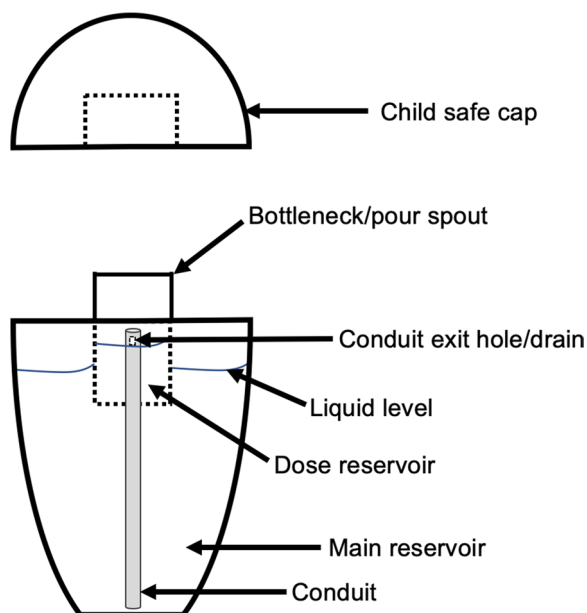 Child safe cap
Bottleneck/pour spout
Conduit exit hole/drain
Liquid level
Dose reservoir
Main reservoir
Conduit